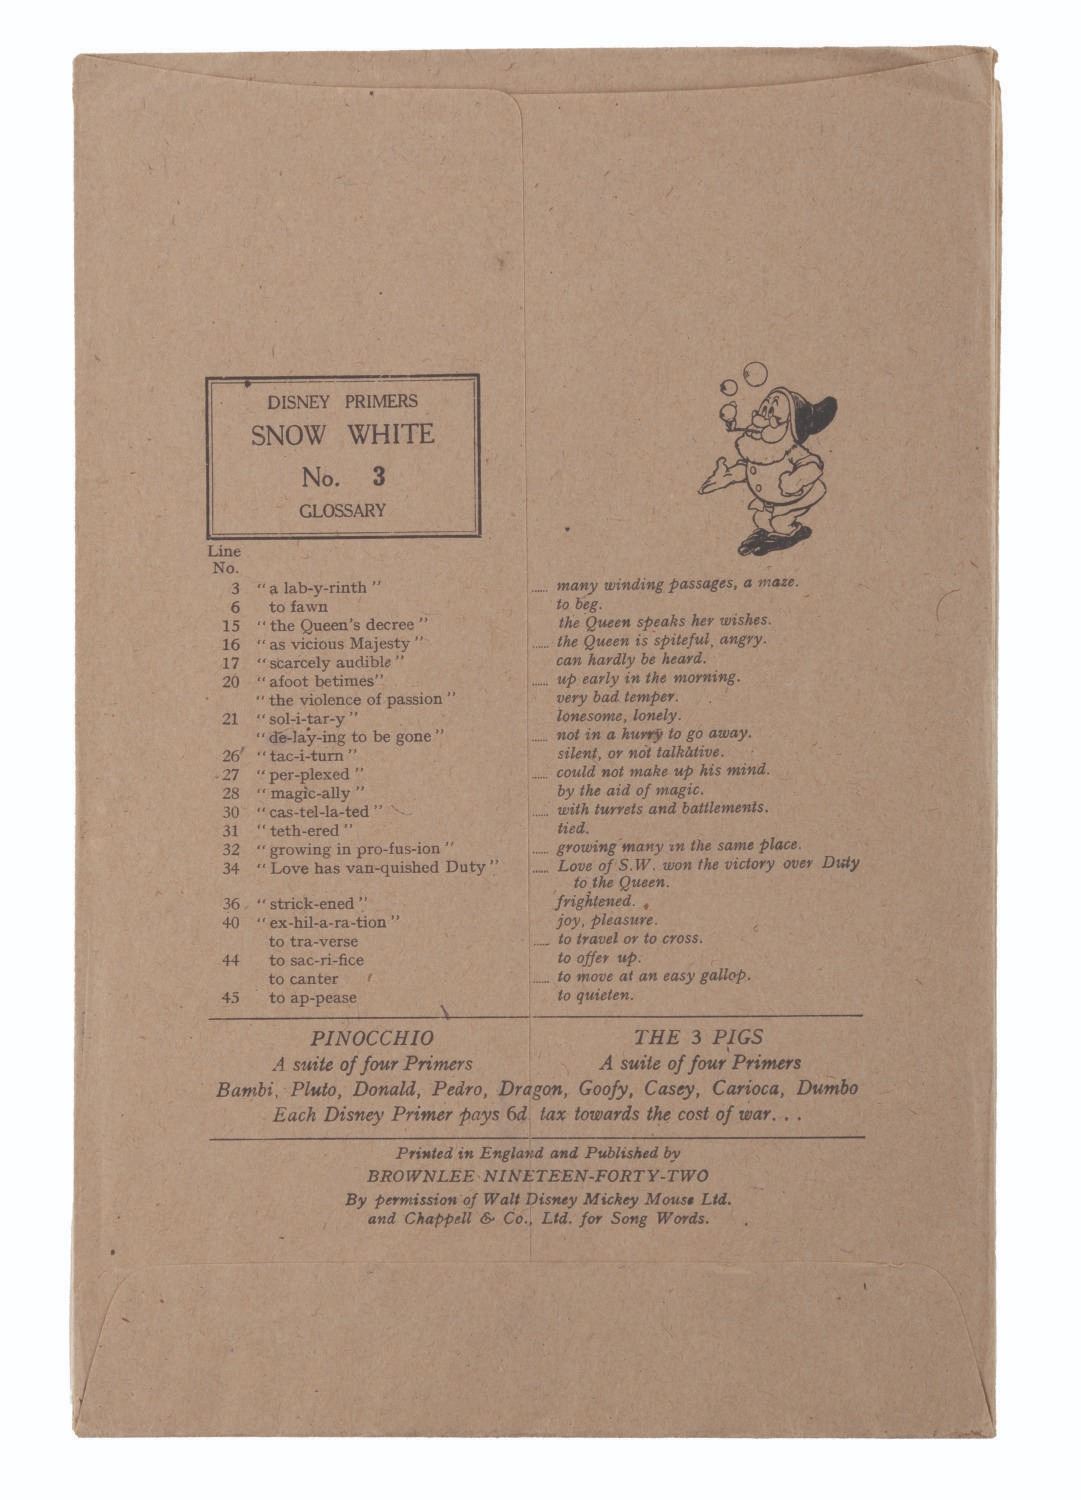 DISNEY PRIMERS
SNOW WHITE
No. 3
GLOSSARY
Line
No.
3 "a lab-y-rinth" ...... many winding passages, a maze.
6 to fawn to beg.
15 "the Queen's decree" the Queen speaks her wishes.
16 "as vicious Majesty" ...... the Queen is spiteful, angry.
17 "scarcely audible" can hardly be heard.
20 "afoot betimes" ...... up early in the morning.
"the violence of passion" very bad temper.
21 "sol-i-tar-y" lonesome, lonely.
"de-lay-ing to be gone" ...... not in a hurry to go away.
26 "tac-i-turn" silent, or not talkative.
27 "per-plexed" ...... could not make up his mind.
28 "magic-ally" by the aid of magic.
30 "cas-tel-la-ted" ...... with turrets and battlements.
31 "teth-ered" tied.
32 "growing in pro-fus-ion" ...... growing many in the same place.
34 "Love has van-quished Duty" ...... Love of S.W. won the victory over Duty
to the Queen.
36 "strick-ened" frightened.
40 "ex-hil-a-ra-tion" joy, pleasure.
to tra-verse ...... to travel or to cross.
44 to sac-ri-fice to offer up.
to canter ...... to move at an easy gallop.
45 to ap-pease to quieten.
PINOCCHIO THE 3 PIGS
A suite of four Primers A suite of four Primers
Bambi, Pluto, Donald, Pedro, Dragon, Goofy, Casey, Carioca, Dumbo
Each Disney Primer pays 6d. tax towards the cost of war. . .
Printed in England and Published by
BROWNLEE NINETEEN-FORTY-TWO
By permission of Walt Disney Mickey Mouse Ltd.
and Chappell & Co., Ltd. for Song Words.